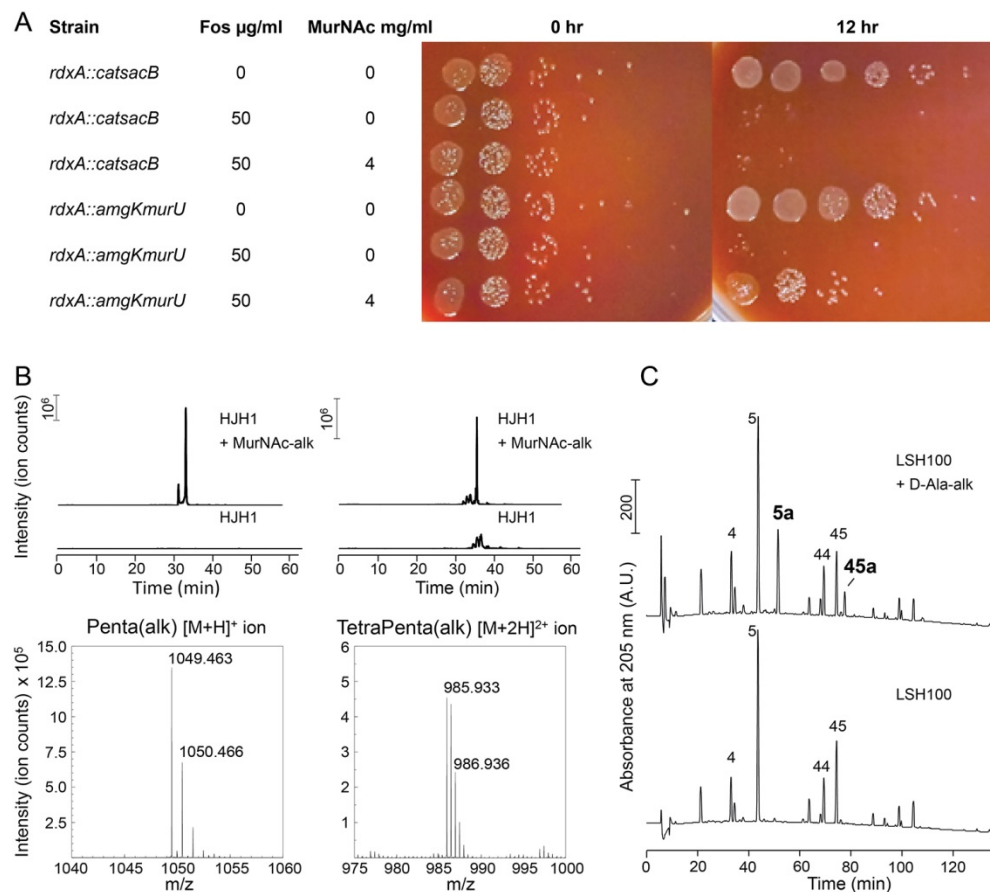 A
Strain Fos µg/ml MurNAc mg/ml 0 hr 12 hr
rdxA::catsacB 0 0
rdxA::catsacB 50 0
rdxA::catsacB 50 4
rdxA::amgKmurU 0 0
rdxA::amgKmurU 50 0
rdxA::amgKmurU 50 4
B
Intensity (ion counts)
10⁶
HJH1
+ MurNAc-alk
HJH1
0 10 20 30 40 50 60
Time (min)
10⁶
HJH1
+ MurNAc-alk
HJH1
0 10 20 30 40 50 60
Time (min)
Intensity (ion counts) x 10⁵
Penta(alk) [M+H]⁺ ion
15.0
12.5
10.0
7.5
5.0
2.5
1049.463
1050.466
1040 1045 1050 1055 1060
m/z
TetraPenta(alk) [M+2H]²⁺ ion
6
5
4
3
2
1
985.933
986.936
975 980 985 990 995 1000
m/z
C
Absorbance at 205 nm (A.U.)
200
5
LSH100
+ D-Ala-alk
4
5a
44
45
45a
5
LSH100
4
44
45
0 20 40 60 80 100 120
Time (min)